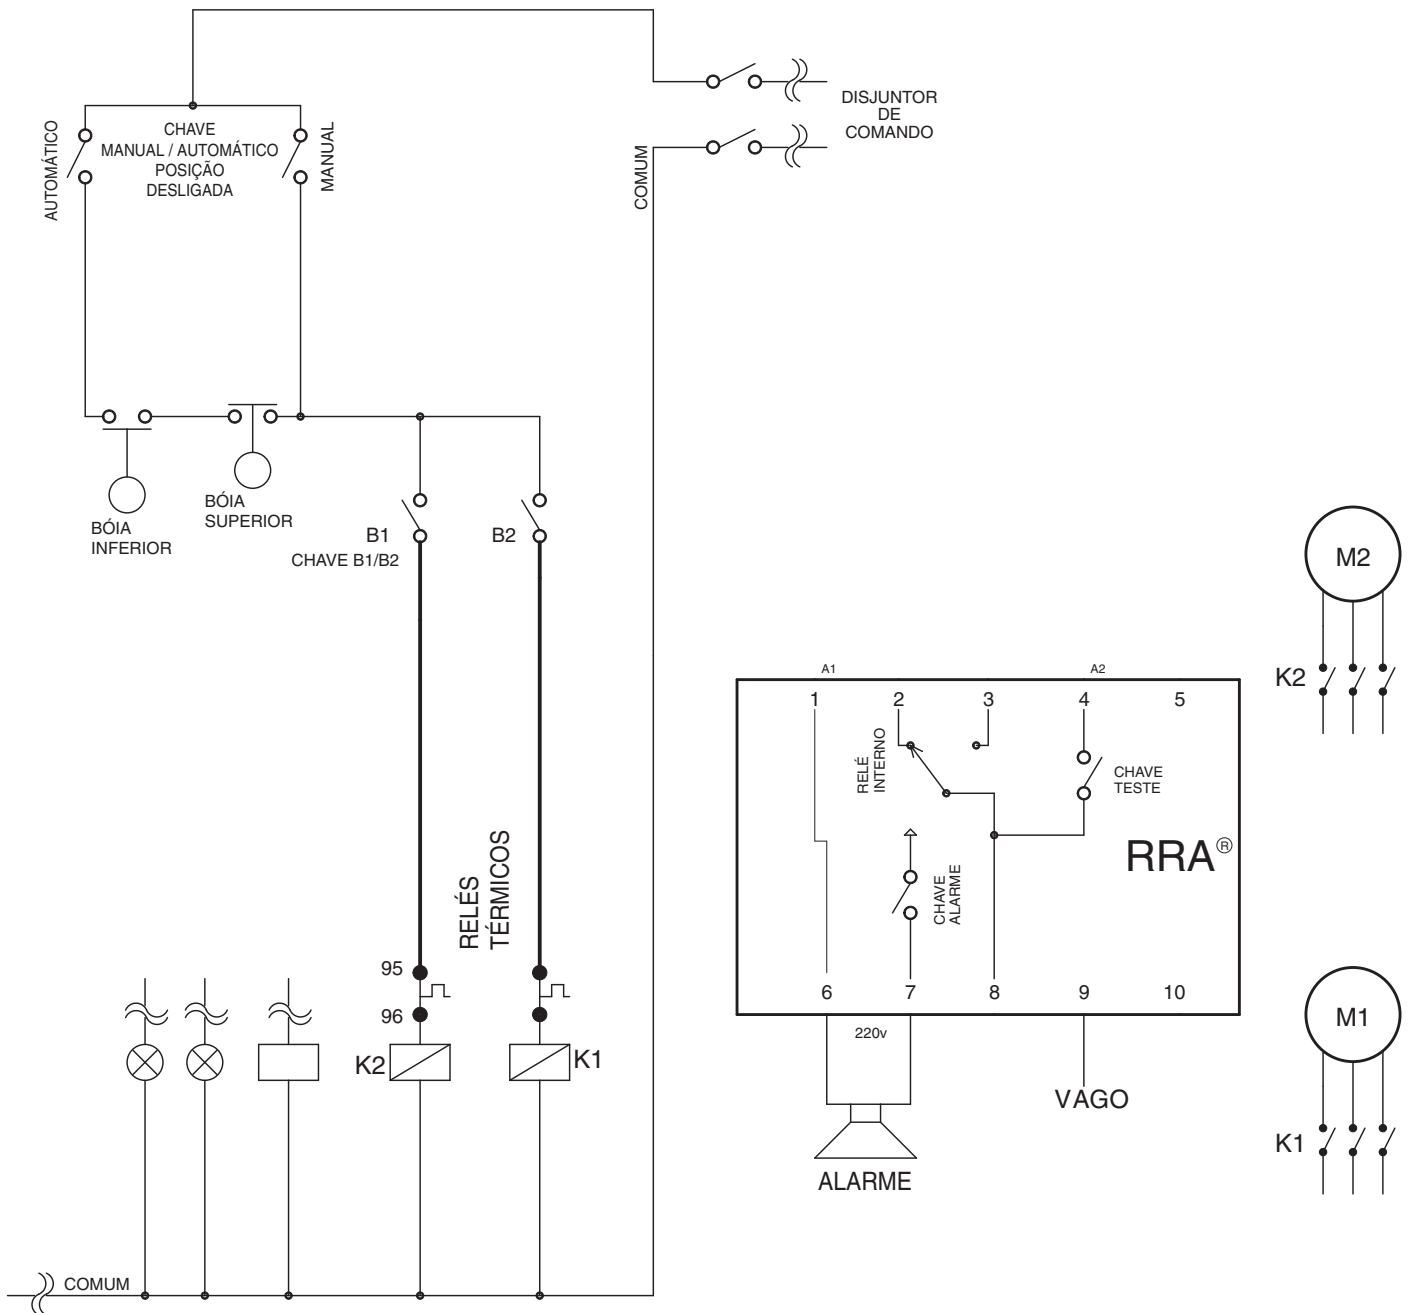 DISJUNTOR
DE
COMANDO
AUTOMÁTICO
CHAVE
MANUAL / AUTOMÁTICO
POSIÇÃO
DESLIGADA
MANUAL
COMUM
BÓIA
INFERIOR
BÓIA
SUPERIOR
B1
CHAVE B1/B2
B2
M2
K2
A1
A2
1
2
3
4
5
RELÉ
INTERNO
CHAVE
TESTE
RRA®
CHAVE
ALARME
6
7
8
9
10
220v
VAGO
ALARME
RELÉS
TÉRMICOS
95
96
K2
K1
M1
K1
COMUM